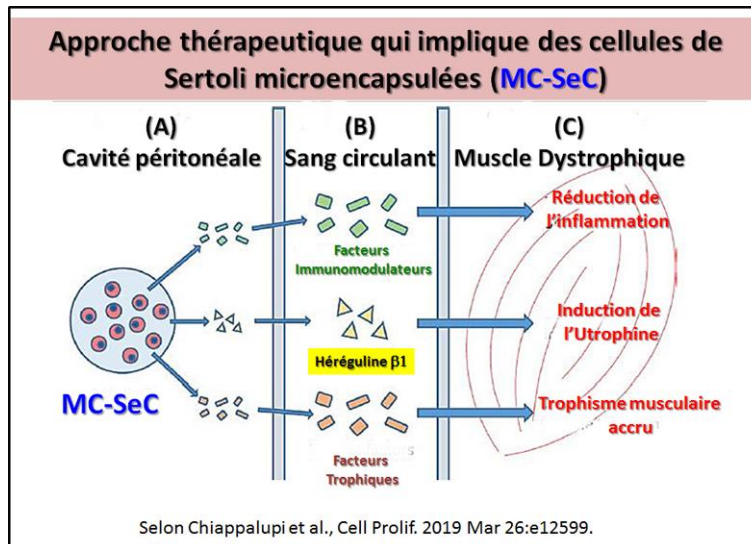 Approche thérapeutique qui implique des cellules de
Sertoli microencapsulées (MC-SeC)
(A)
Cavité péritonéale
(B)
Sang circulant
(C)
Muscle Dystrophique
Facteurs
Immunomodulateurs
Réduction de
l'inflammation
MC-SeC
Héréguline β1
Induction de
l'Utrophine
Facteurs
Trophiques
Trophisme musculaire
accru
Selon Chiappalupi et al., Cell Prolif. 2019 Mar 26:e12599.